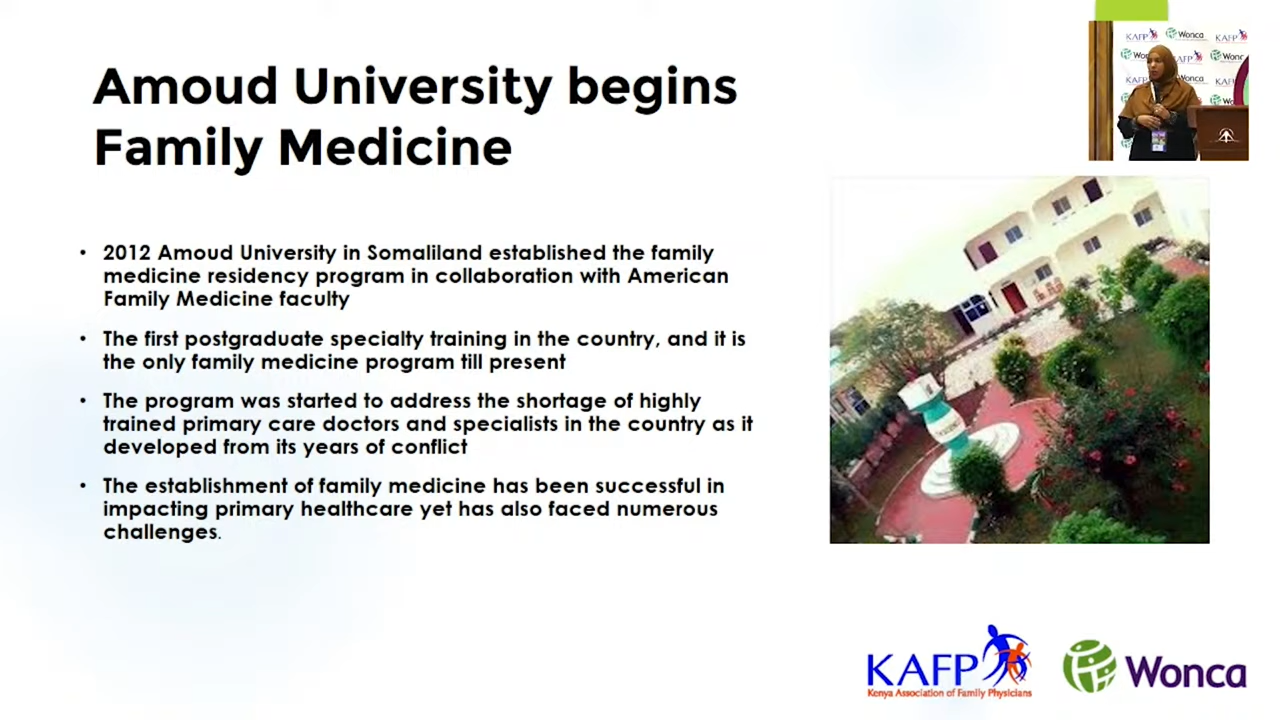 Amoud University begins
Family Medicine
• 2012 Amoud University in Somaliland established the family
medicine residency program in collaboration with American
Family Medicine faculty
• The first postgraduate specialty training in the country, and it is
the only family medicine program till present
• The program was started to address the shortage of highly
trained primary care doctors and specialists in the country as it
developed from its years of conflict
• The establishment of family medicine has been successful in
impacting primary healthcare yet has also faced numerous
challenges.
KAFP Wonca KAFP
Wonca
KAFP
Kenya Association of Family Physicians
Wonca